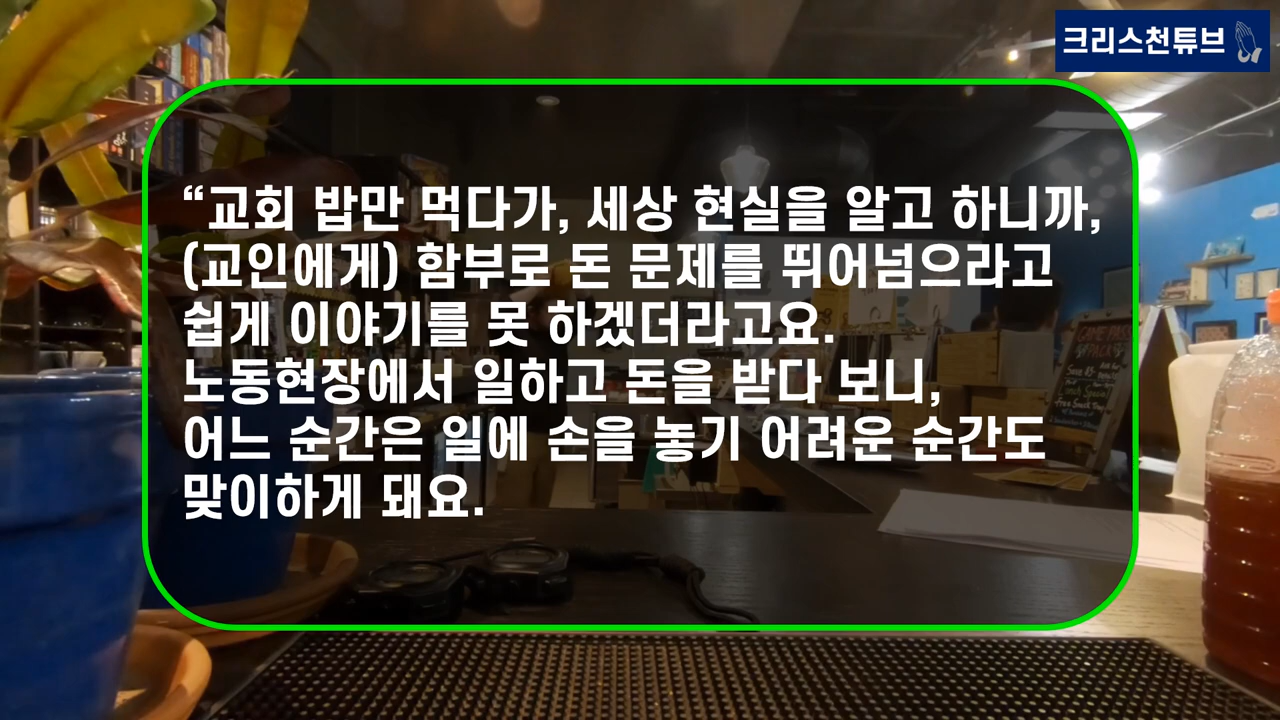 크리스천튜브
“교회 밥만 먹다가, 세상 현실을 알고 하니까,
(교인에게) 함부로 돈 문제를 뛰어넘으라고
쉽게 이야기를 못 하겠더라고요.
노동현장에서 일하고 돈을 받다 보니,
어느 순간은 일에 손을 놓기 어려운 순간도
맞이하게 돼요.
GAME PASS